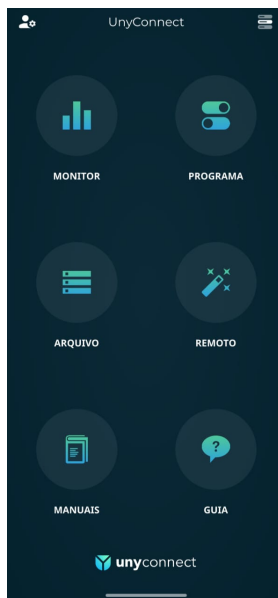 UnyConnect
MONITOR
PROGRAMA
ARQUIVO
REMOTO
MANUAIS
?
GUIA
unyconnect